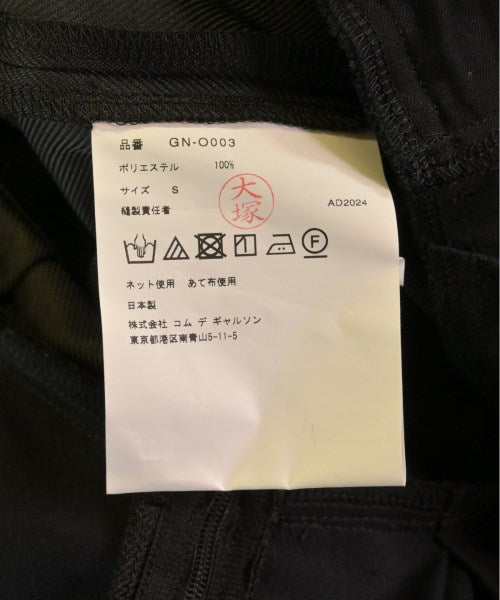 品番 GN-O003
ポリエステル 100%
サイズ S
縫製責任者 大塚 AD2024
F
ネット使用 あて布使用
日本製
株式会社 コム デ ギャルソン
東京都港区南青山5-11-5